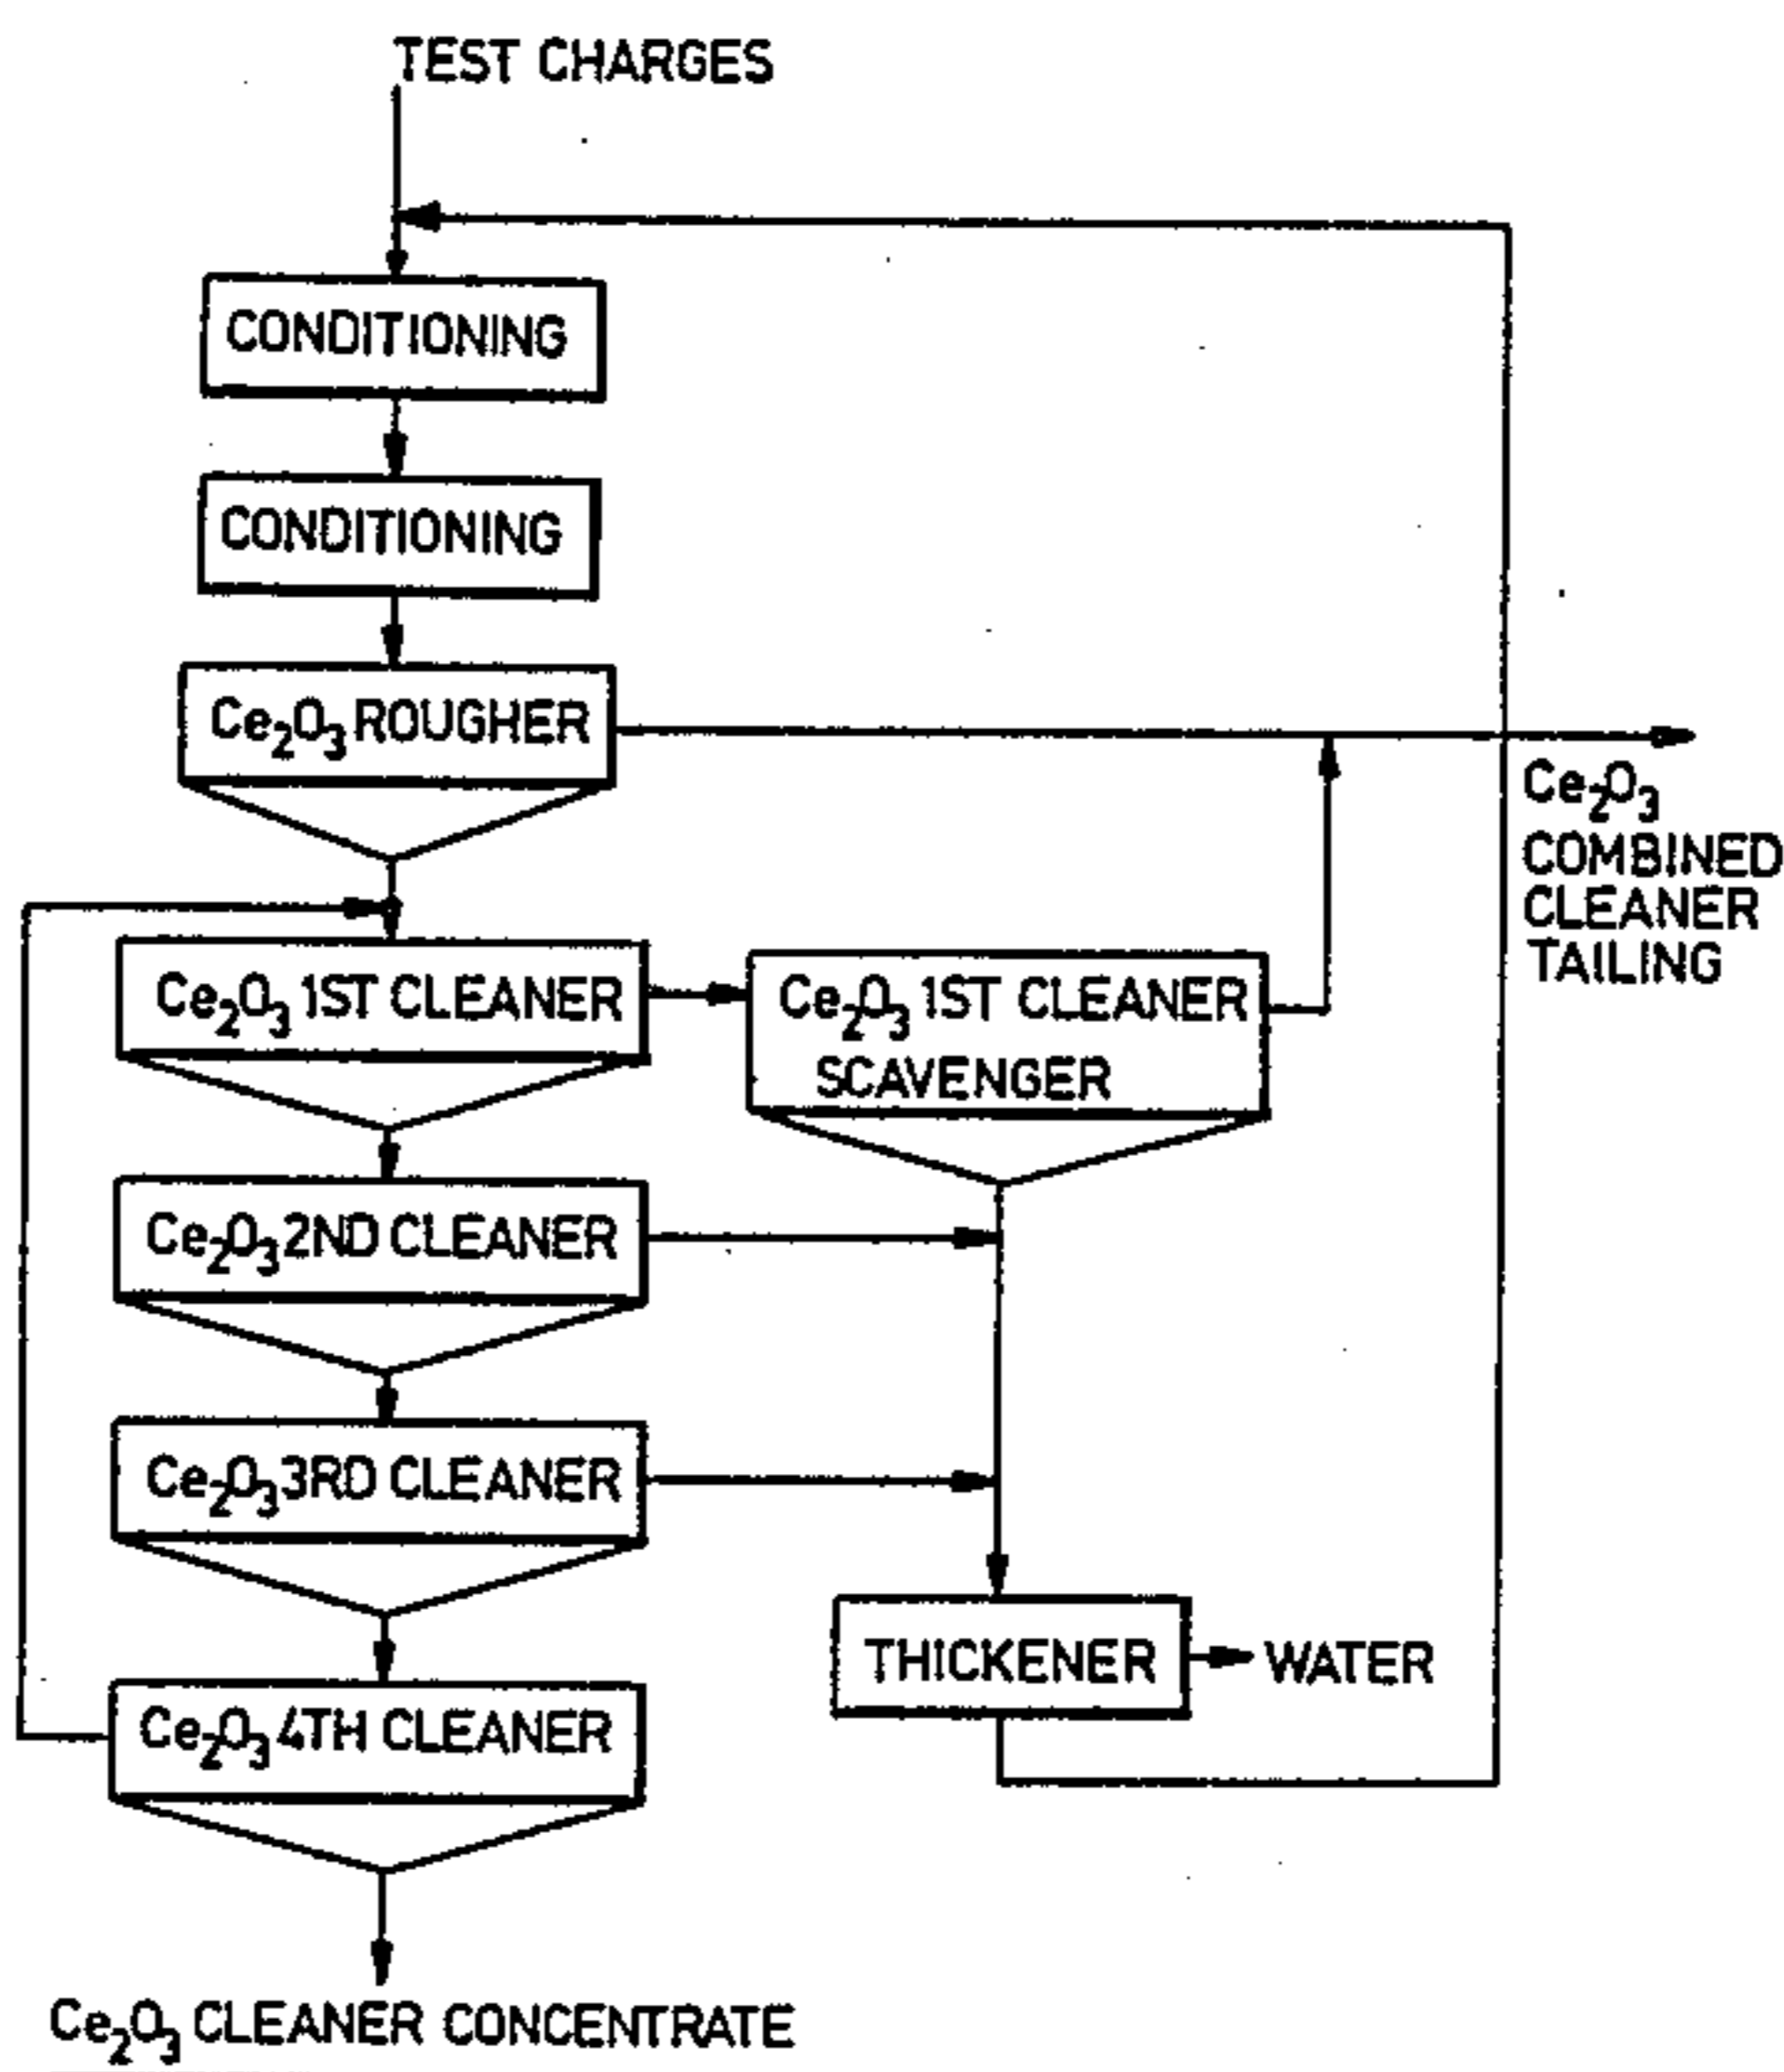 TEST CHARGES
CONDITIONING
CONDITIONING
Ce₂O₃ ROUGHER
Ce₂O₃
COMBINED
CLEANER
TAILING
Ce₂O₃ 1ST CLEANER
Ce₂O₃ 1ST CLEANER
SCAVENGER
Ce₂O₃ 2ND CLEANER
Ce₂O₃ 3RD CLEANER
THICKENER
WATER
Ce₂O₃ 4TH CLEANER
Ce₂O₃ CLEANER CONCENTRATE